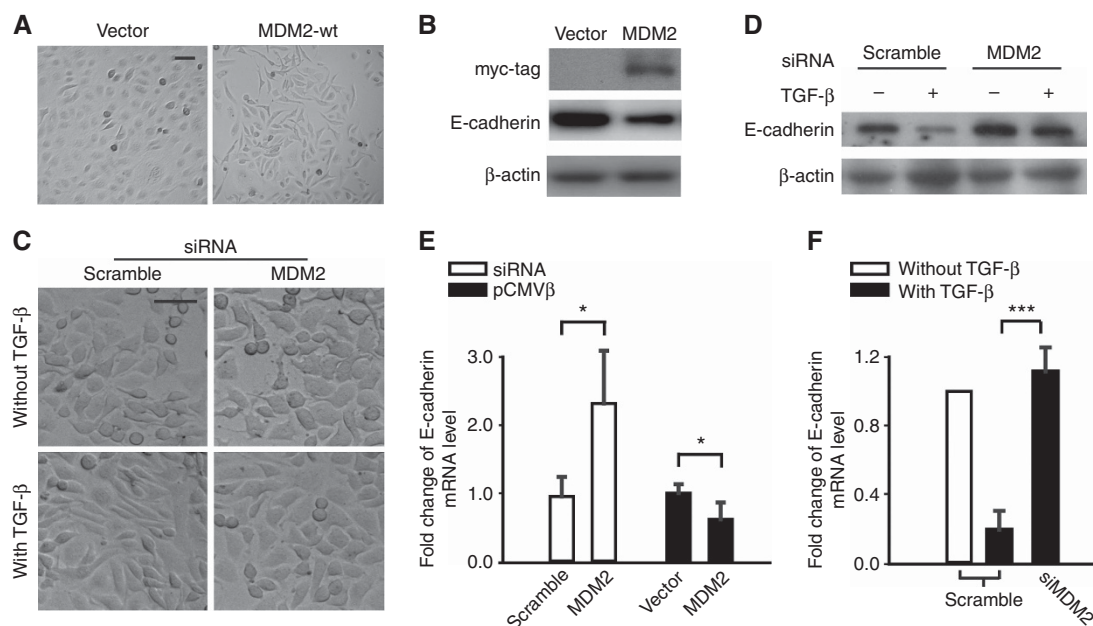 A
Vector
MDM2-wt
B
Vector MDM2
myc-tag
E-cadherin
β-actin
D
siRNA
Scramble
MDM2
TGF-β
– + – +
E-cadherin
β-actin
C
siRNA
Scramble
MDM2
Without TGF-β
With TGF-β
E
siRNA
pCMVβ
Fold change of E-cadherin
mRNA level
3.0
2.0
1.0
0.0
*
*
Scramble
MDM2
Vector
MDM2
F
Without TGF-β
With TGF-β
Fold change of E-cadherin
mRNA level
1.2
0.8
0.4
0.0
***
Scramble
siMDM2